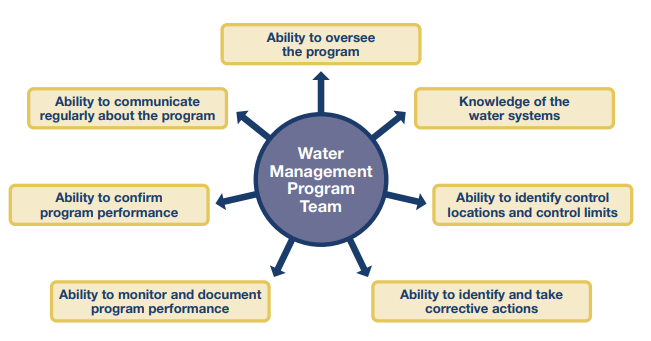 Ability to oversee
the program
Ability to communicate
regularly about the program
Knowledge of the
water systems
Water
Management
Program
Team
Ability to confirm
program performance
Ability to identify control
locations and control limits
Ability to monitor and document
program performance
Ability to identify and take
corrective actions